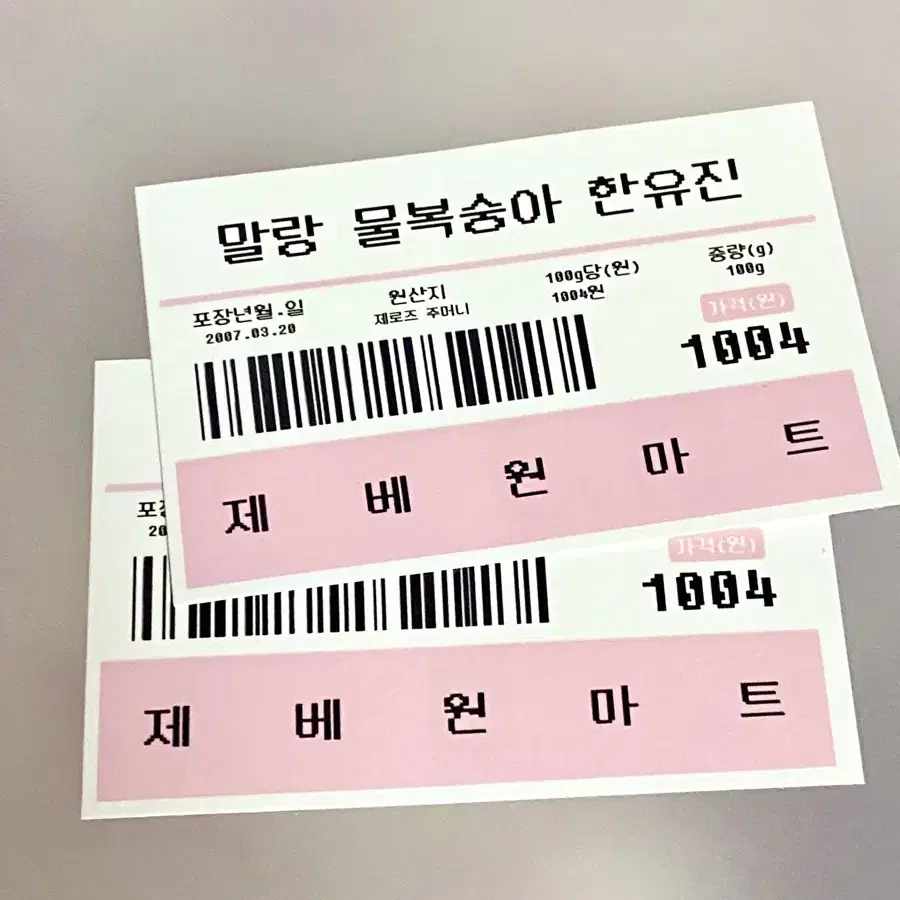 말랑 물복숭아 한유진
포장년월.일 원산지 100g당(원) 중량(g)
2007.03.20 제로즈 주머니 1004원 100g
가격(원)
1004
제 베 원 마 트
포장
20
가격(원)
1004
제 베 원 마 트